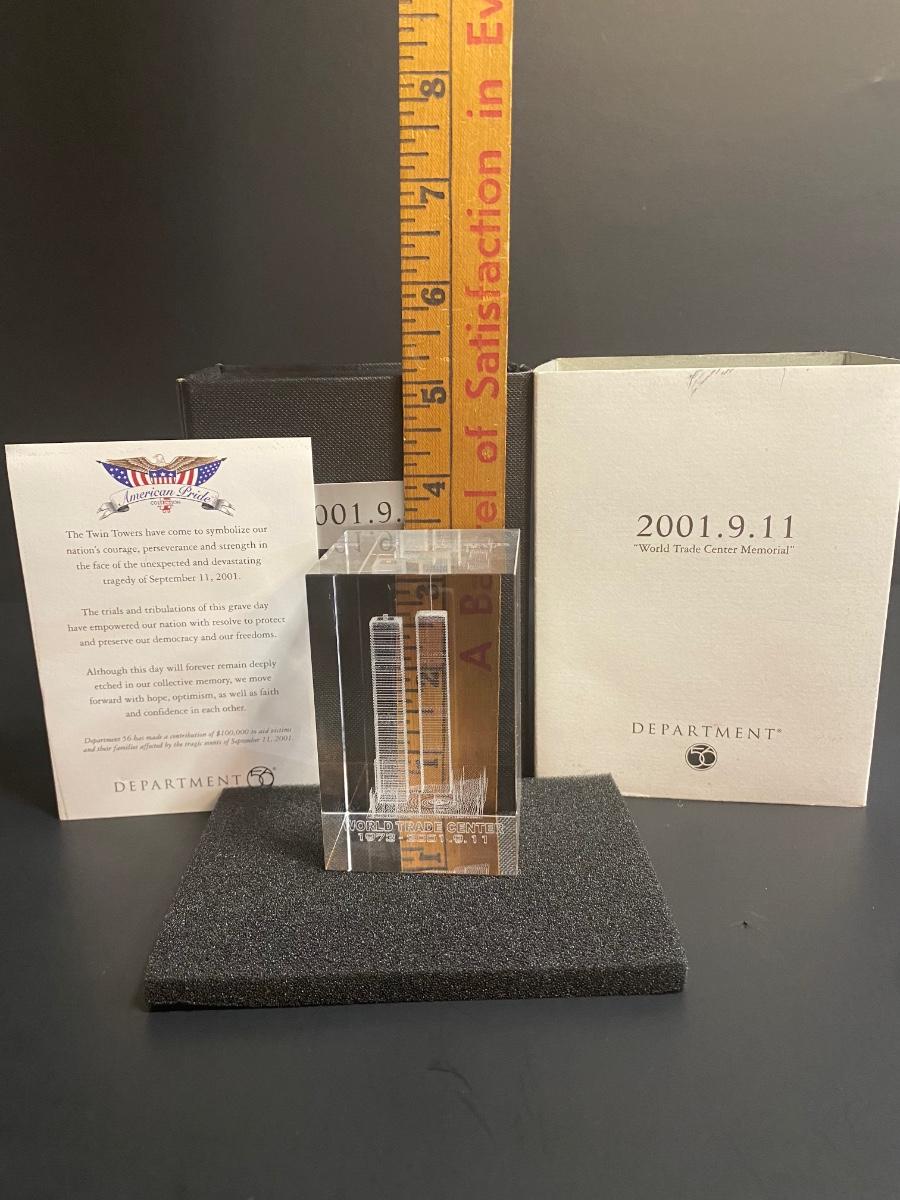 8
7
6
5
4
3
2
1
A Barrel of Satisfaction in Ev
American Pride
COLLECTION
The Twin Towers have come to symbolize our
nation's courage, perseverance and strength in
the face of the unexpected and devastating
tragedy of September 11, 2001.
The trials and tribulations of this grave day
have empowered our nation with resolve to protect
and preserve our democracy and our freedoms.
Although this day will forever remain deeply
etched in our collective memory, we move
forward with hope, optimism, as well as faith
and confidence in each other.
Department 56 has made a contribution of $100,000 to aid victims
and their families affected by the tragic events of September 11, 2001.
DEPARTMENT 56®
001.9.
WORLD TRADE CENTER
1973-2001.9.11
2001.9.11
"World Trade Center Memorial"
DEPARTMENT®
56